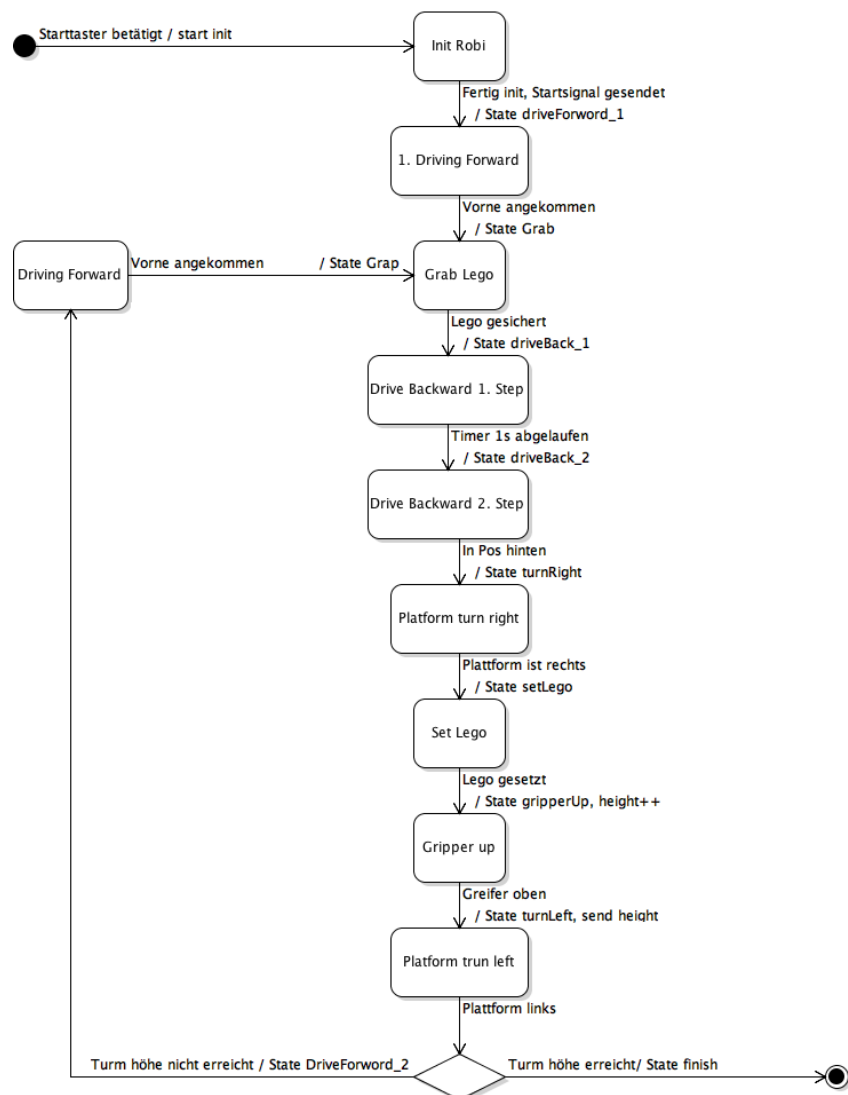 Starttaster betätigt / start init
Init Robi
Fertig init, Startsignal gesendet
/ State driveForword_1
1. Driving Forward
Vorne angekommen
/ State Grab
Driving Forward
Vorne angekommen / State Grap
Grab Lego
Lego gesichert
/ State driveBack_1
Drive Backward 1. Step
Timer 1s abgelaufen
/ State driveBack_2
Drive Backward 2. Step
In Pos hinten
/ State turnRight
Platform turn right
Plattform ist rechts
/ State setLego
Set Lego
Lego gesetzt
/ State gripperUp, height++
Gripper up
Greifer oben
/ State turnLeft, send height
Platform trun left
Plattform links
Turm höhe nicht erreicht / State DriveForword_2
Turm höhe erreicht/ State finish